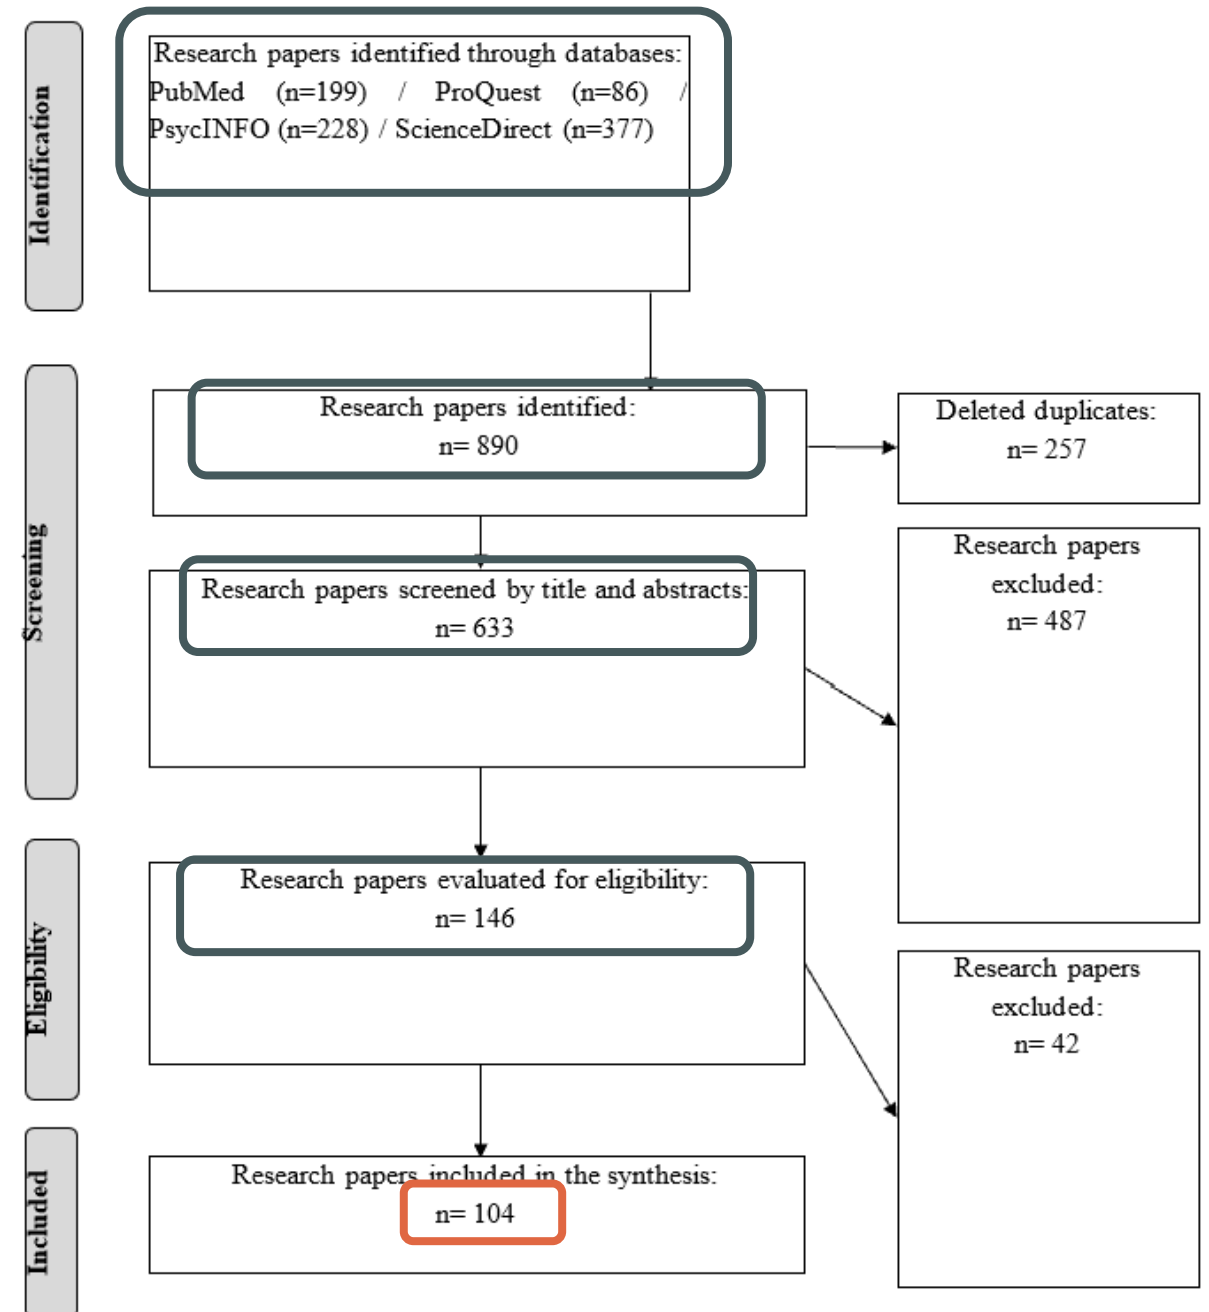 Identification
Research papers identified through databases:
PubMed (n=199) / ProQuest (n=86) /
PsycINFO (n=228) / ScienceDirect (n=377)
Screening
Research papers identified:
n= 890
Deleted duplicates:
n= 257
Research papers screened by title and abstracts:
n= 633
Research papers
excluded:
n= 487
Eligibility
Research papers evaluated for eligibility:
n= 146
Research papers
excluded:
n= 42
Included
Research papers included in the synthesis:
n= 104